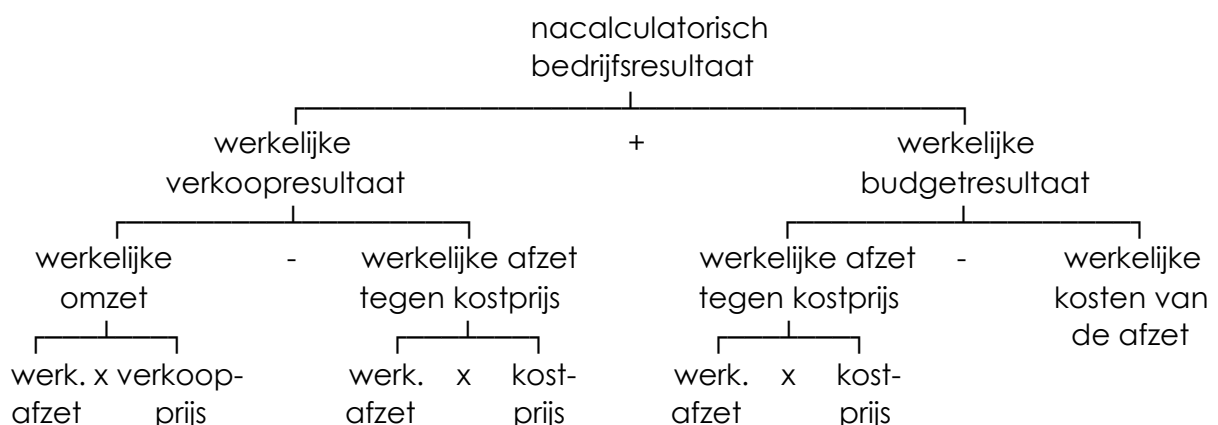 nacalculatorisch
bedrijfsresultaat
werkelijke + werkelijke
verkoopresultaat budgetresultaat
werkelijke - werkelijke afzet werkelijke afzet - werkelijke
omzet tegen kostprijs tegen kostprijs kosten van
de afzet
werk. x verkoop- werk. x kost- werk. x kost-
afzet prijs afzet prijs afzet prijs